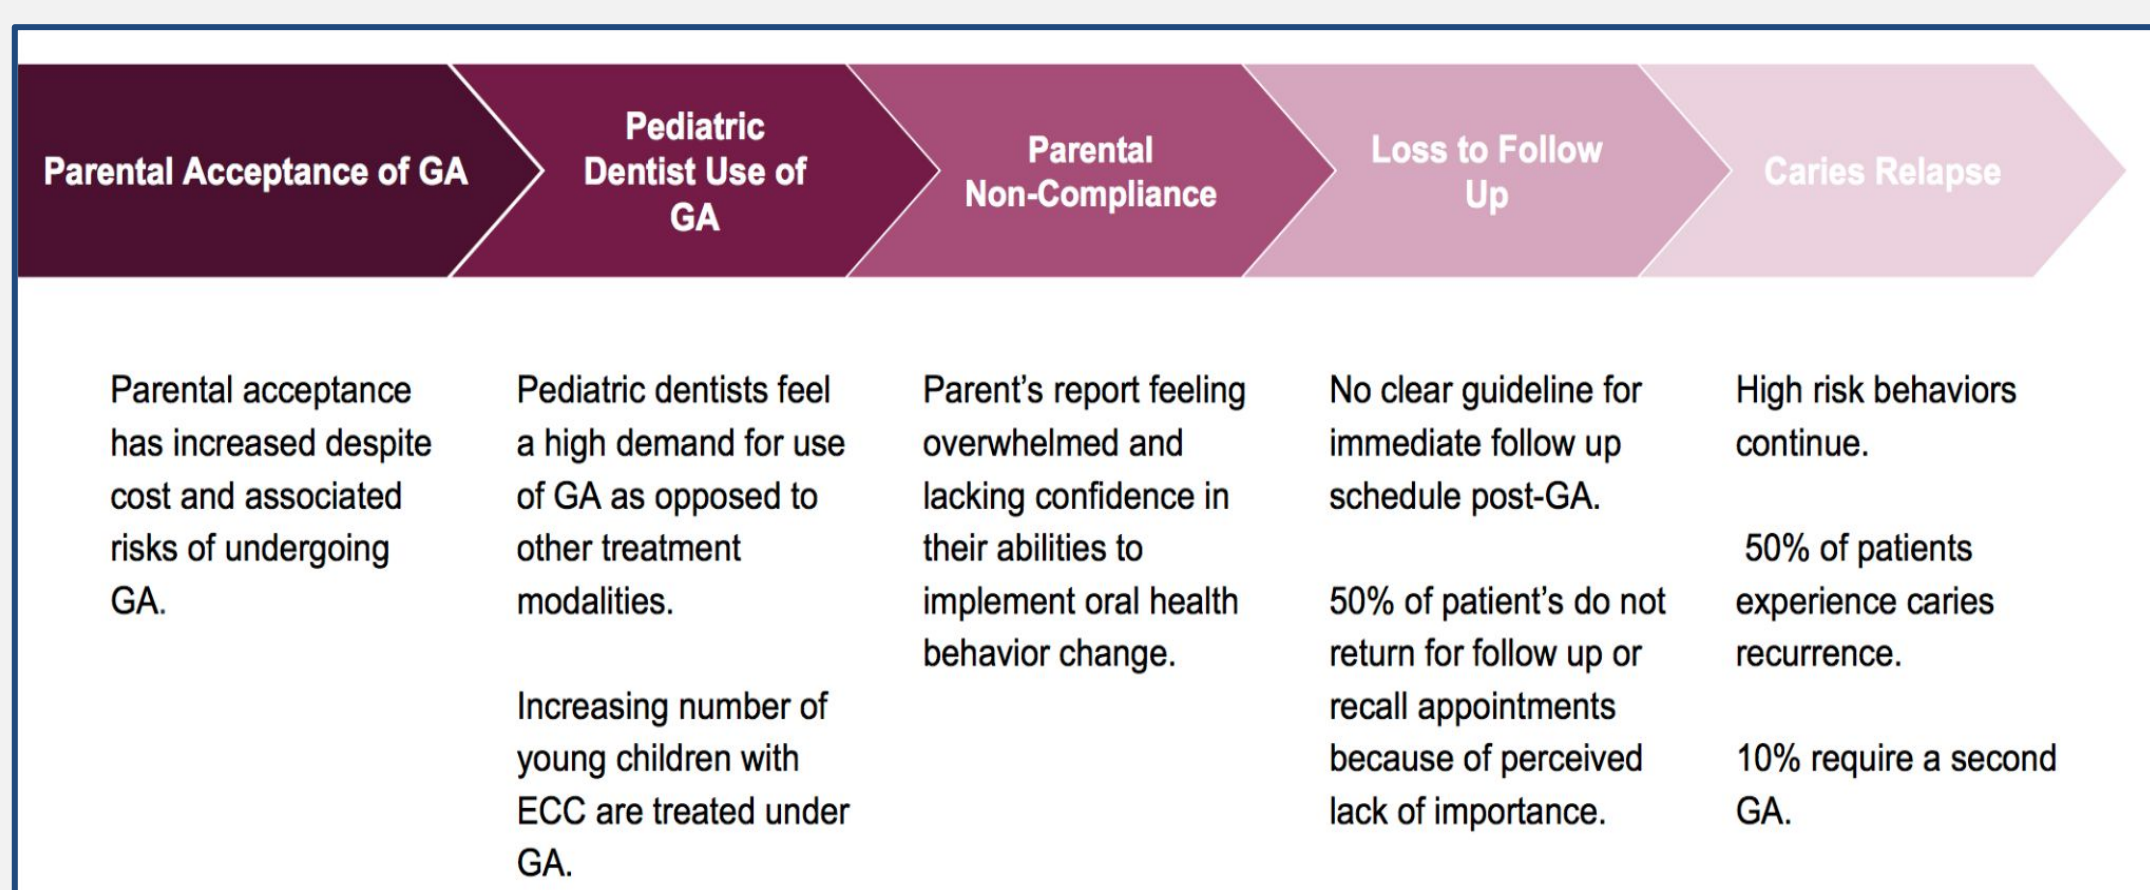 Parental Acceptance of GA
Pediatric
Dentist Use of
GA
Parental
Non-Compliance
Loss to Follow
Up
Caries Relapse
Parental acceptance
has increased despite
cost and associated
risks of undergoing
GA.
Pediatric dentists feel
a high demand for use
of GA as opposed to
other treatment
modalities.
Increasing number of
young children with
ECC are treated under
GA.
Parent’s report feeling
overwhelmed and
lacking confidence in
their abilities to
implement oral health
behavior change.
No clear guideline for
immediate follow up
schedule post-GA.
50% of patient’s do not
return for follow up or
recall appointments
because of perceived
lack of importance.
High risk behaviors
continue.
50% of patients
experience caries
recurrence.
10% require a second
GA.